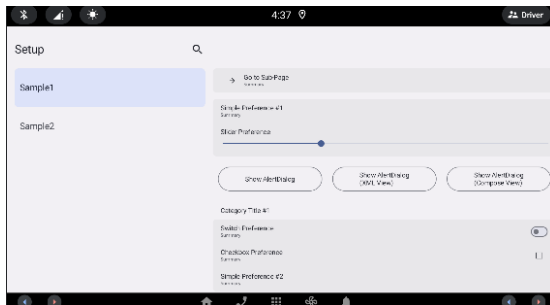 4:37
Driver
Setup
Sample1
Sample2
Go to Sub-Page
Summary
Simple Preference #1
Summary
Slicer Preference
Show AlertDialog
Show AlertDialog
(XML View)
Show AlertDialog
(Compose View)
Category Title #1
Switch Preference
Summary
Checkbox Preference
Summary
Simple Preference #2
Summary